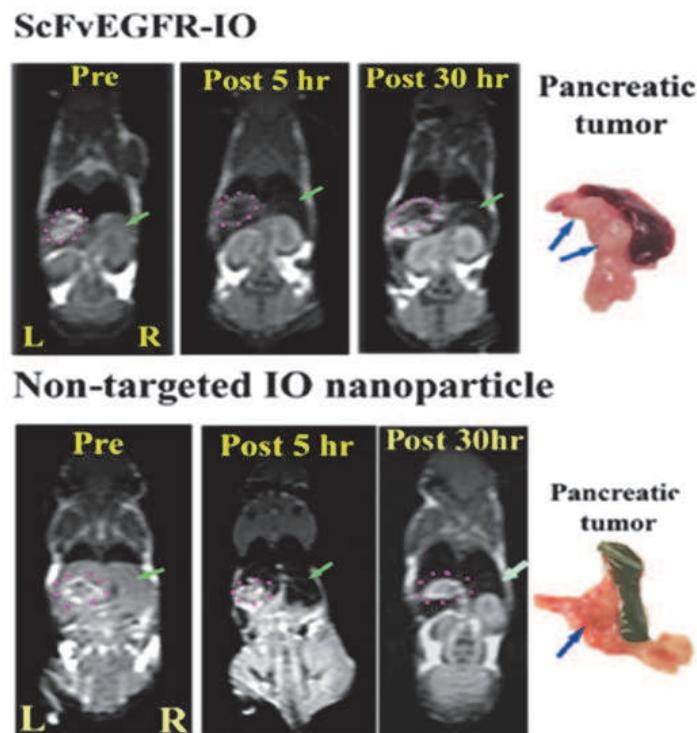 ScFvEGFR-IO
Pre
Post 5 hr
Post 30 hr
Pancreatic
tumor
L
R
Non-targeted IO nanoparticle
Pre
Post 5 hr
Post 30hr
Pancreatic
tumor
L
R